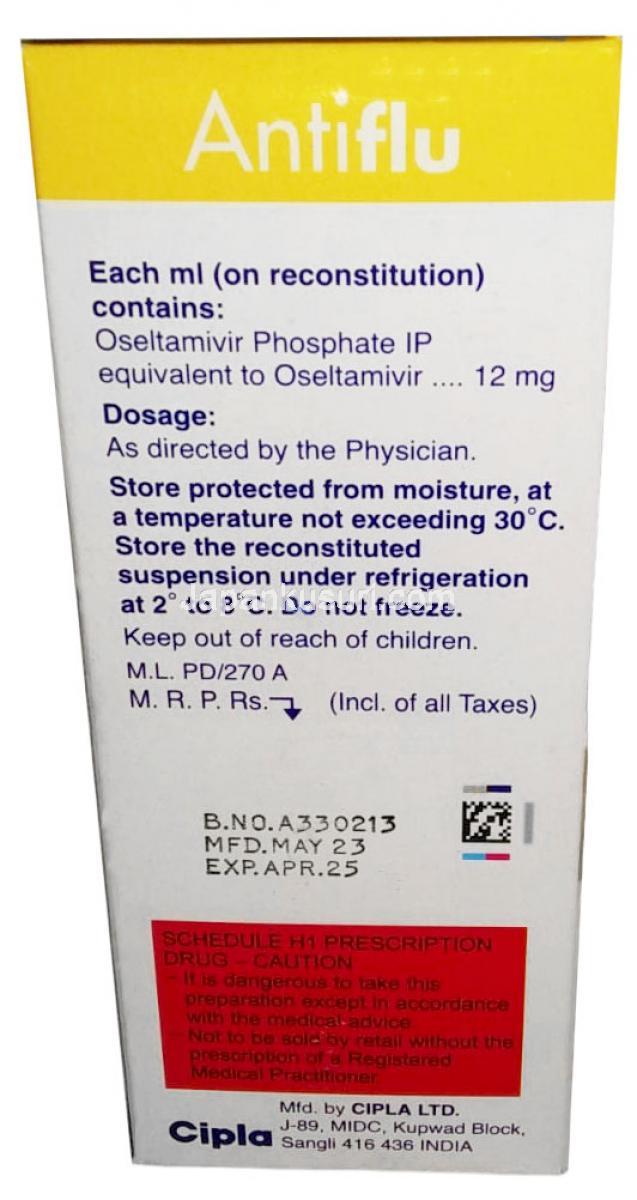 Antiflu
Each ml (on reconstitution)
contains:
Oseltamivir Phosphate IP
equivalent to Oseltamivir .... 12 mg
Dosage:
As directed by the Physician.
Store protected from moisture, at
a temperature not exceeding 30°C.
Store the reconstituted
suspension under refrigeration
at 2° to 8°C. Do not freeze.
Japankusuri.com
Keep out of reach of children.
M.L. PD/270 A
M. R. P. Rs. (Incl. of all Taxes)
B.NO.A330213
MFD.MAY 23
EXP.APR.25
SCHEDULE H1 PRESCRIPTION
DRUG – CAUTION
- It is dangerous to take this
preparation except in accordance
with the medical advice.
- Not to be sold by retail without the
prescription of a Registered
Medical Practitioner.
Cipla
Mfd. by CIPLA LTD.
J-89, MIDC, Kupwad Block,
Sangli 416 436 INDIA